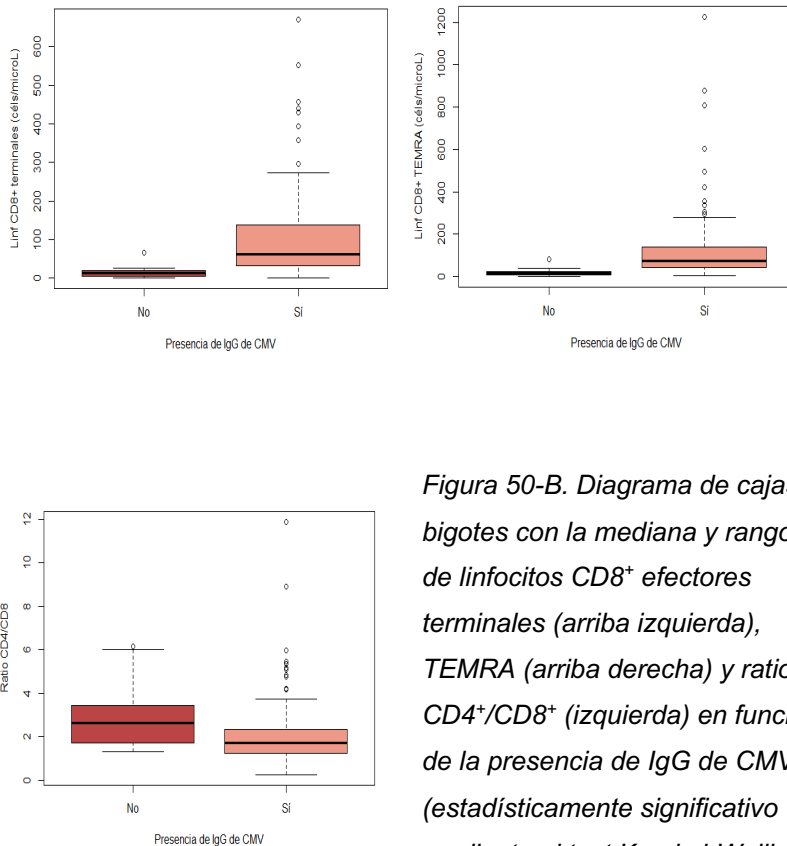 Linf CD8+ terminales (céls/microL)
600
500
400
300
200
100
0
No
Sí
Presencia de IgG de CMV
Linf CD8+ TEMRA (céls/microL)
1200
1000
800
600
400
200
0
No
Sí
Presencia de IgG de CMV
Ratio CD4/CD8
12
10
8
6
4
2
0
No
Sí
Presencia de IgG de CMV
Figura 50-B. Diagrama de cajas
bigotes con la mediana y rango
de linfocitos CD8+ efectores
terminales (arriba izquierda),
TEMRA (arriba derecha) y ratio
CD4+/CD8+ (izquierda) en funci
de la presencia de IgG de CMV
(estadísticamente significativo